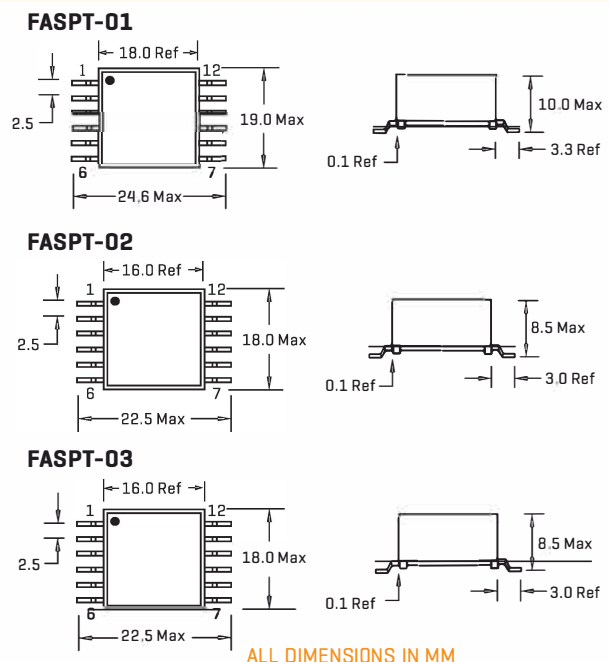 FASPT-01
18.0 Ref
1
12
2.5
19.0 Max
6
7
24,6 Max
10.0 Max
0.1 Ref
3.3 Ref
FASPT-02
16.0 Ref
1
12
2.5
18.0 Max
6
7
22.5 Max
8.5 Max
0.1 Ref
3.0 Ref
FASPT-03
16.0 Ref
1
12
2.5
18.0 Max
6
7
22,5 Max
8.5 Max
0.1 Ref
3.0 Ref
ALL DIMENSIONS IN MM